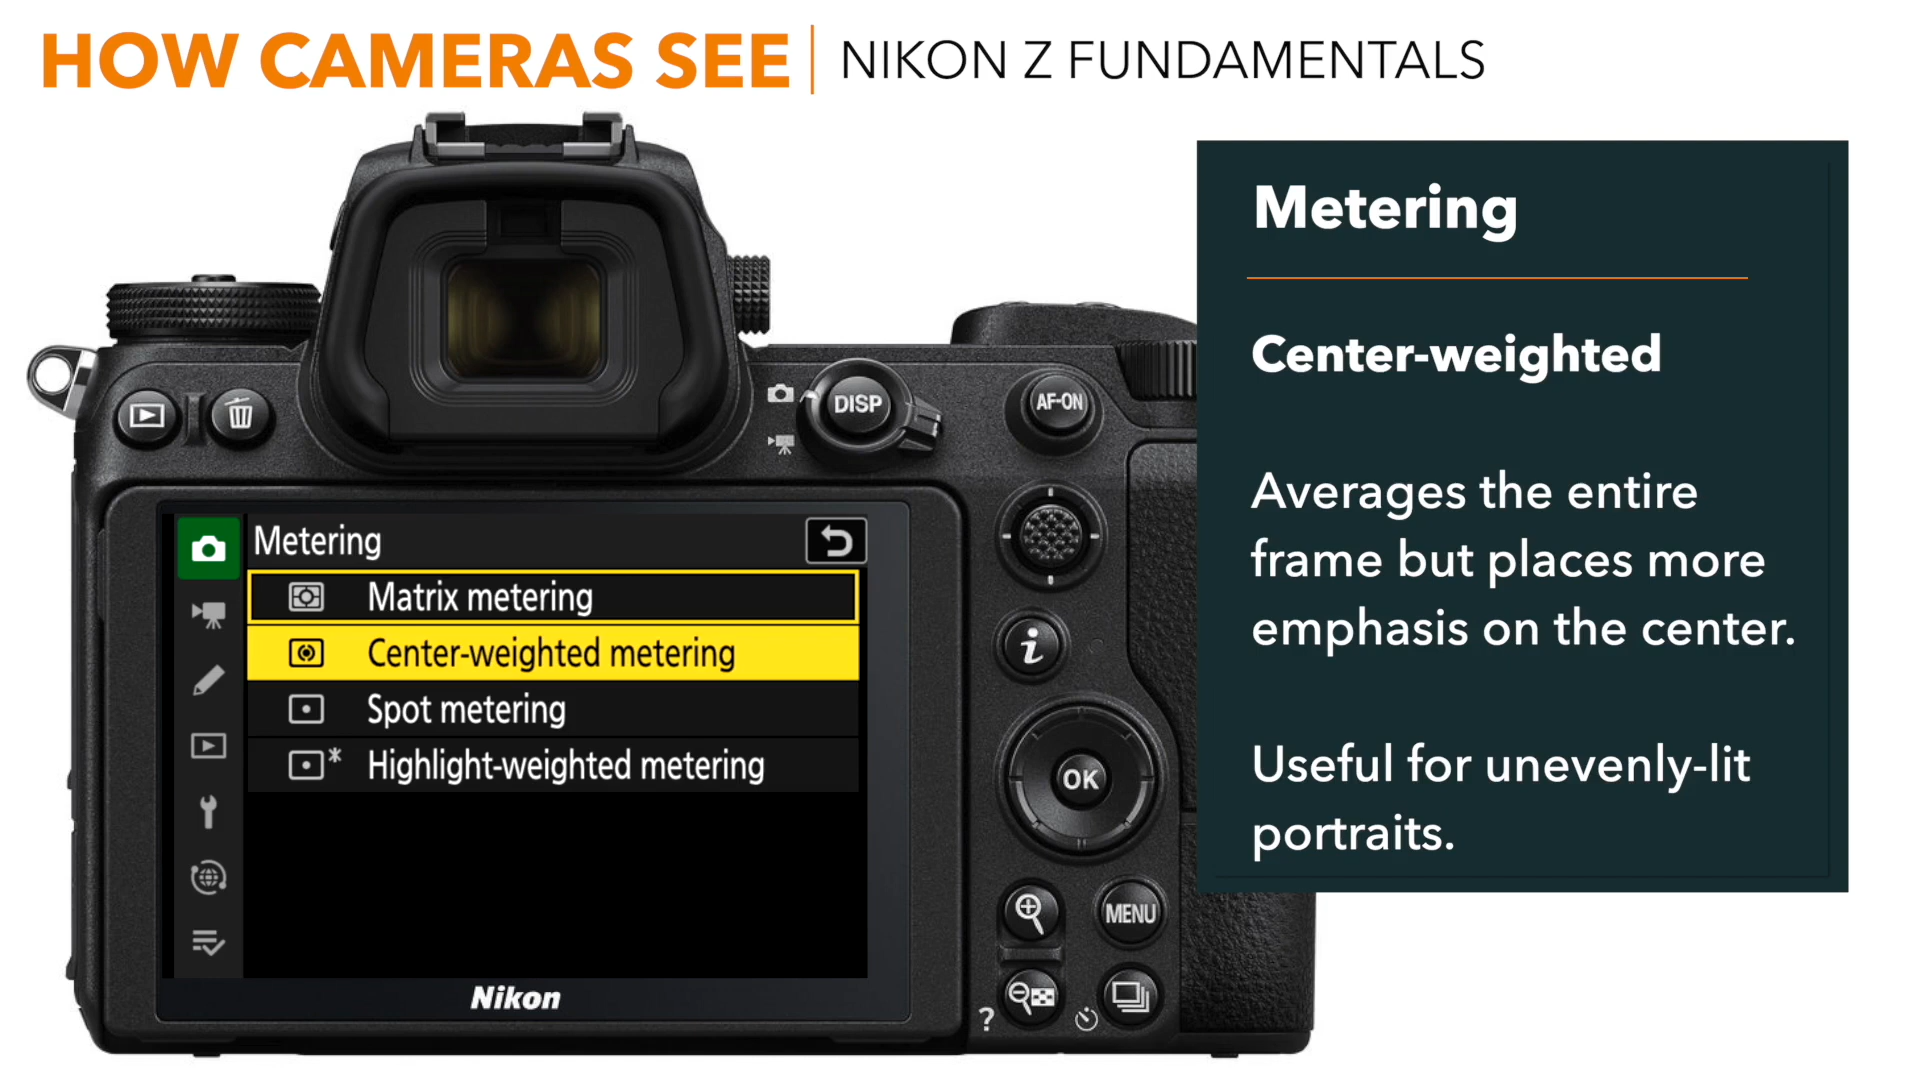 HOW CAMERAS SEE | NIKON Z FUNDAMENTALS
Metering
Center-weighted
Averages the entire
frame but places more
emphasis on the center.
Useful for unevenly-lit
portraits.
DISP
AF-ON
Metering
Matrix metering
Center-weighted metering
Spot metering
Highlight-weighted metering
i
OK
MENU
Nikon
?